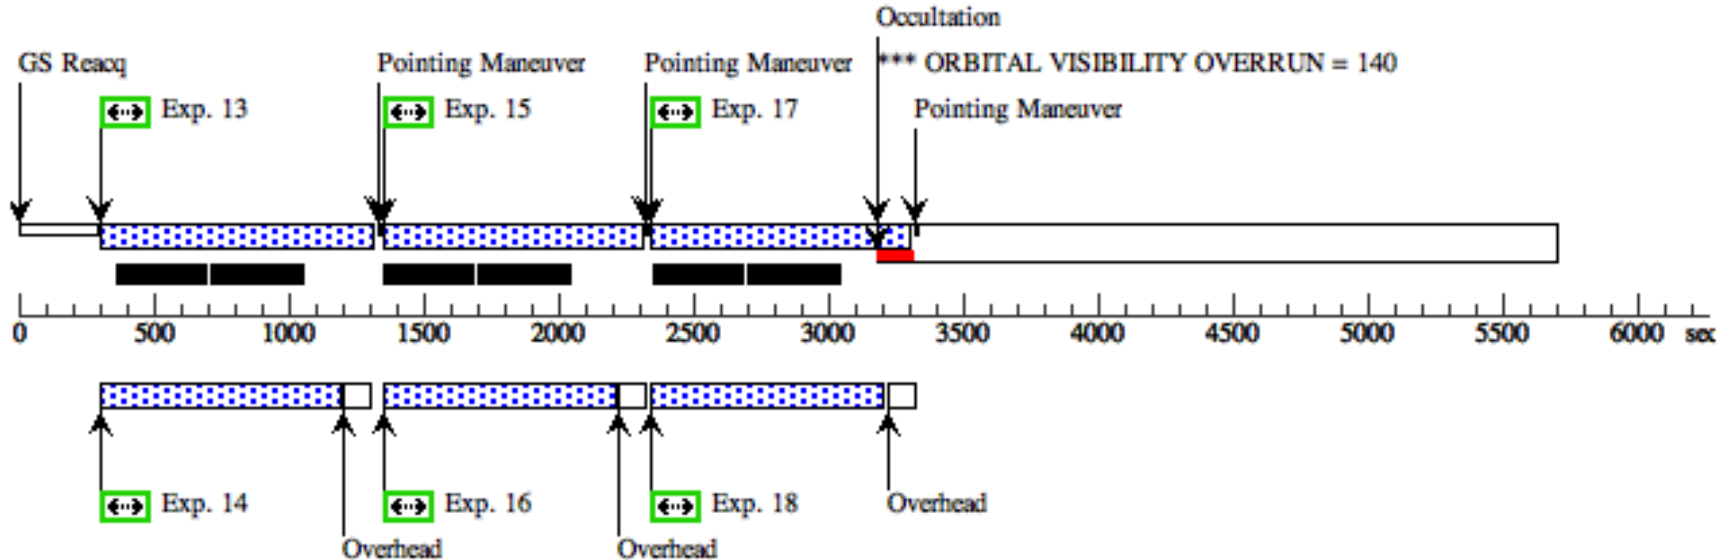 Occultation
GS Reacq
Pointing Maneuver
Pointing Maneuver
*** ORBITAL VISIBILITY OVERRUN = 140
Exp. 13
Exp. 15
Exp. 17
Pointing Maneuver
0 500 1000 1500 2000 2500 3000 3500 4000 4500 5000 5500 6000 sec
Exp. 14
Exp. 16
Exp. 18
Overhead
Overhead
Overhead